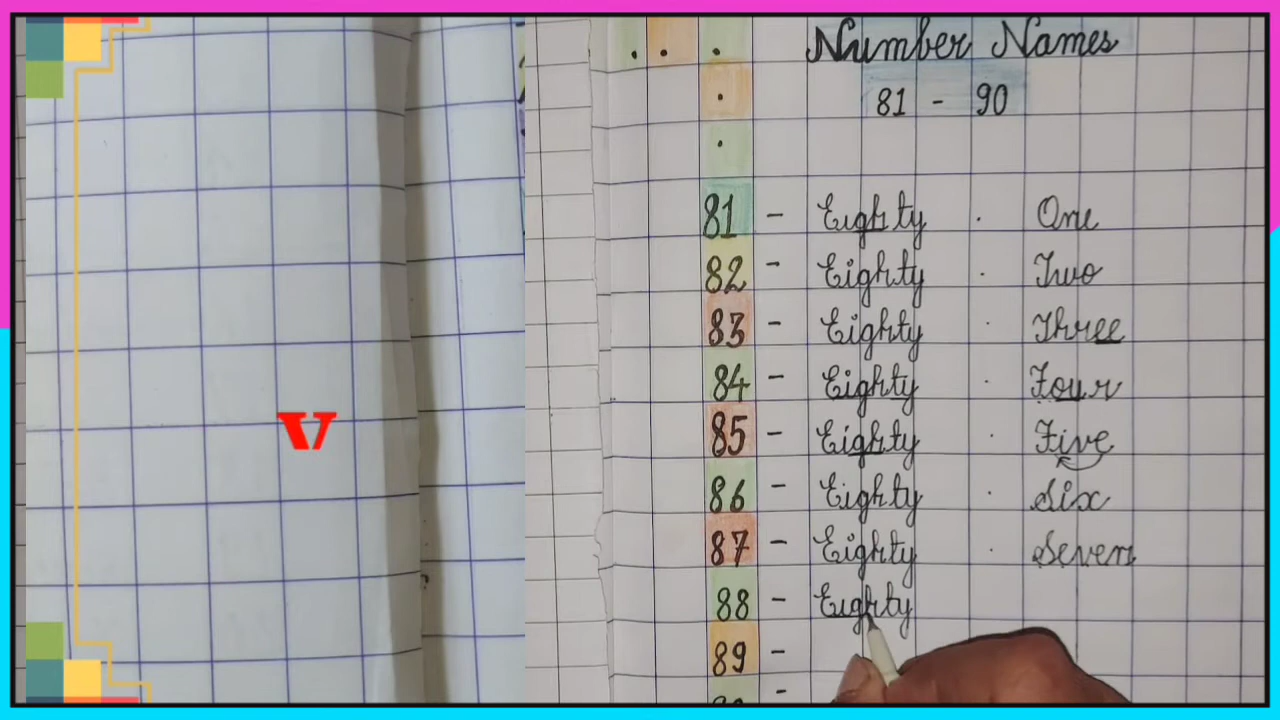 Number Names
81 - 90
81 - Eighty . One
82 - Eighty . Two
83 - Eighty . Three
84 - Eighty . Four
85 - Eighty . Five
86 - Eighty . Six
87 - Eighty . Seven
88 - Eighty
89 -
v